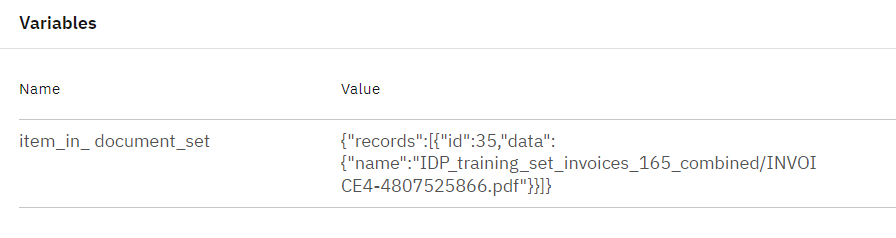 Variables
Name Value
item_in_ document_set {"records":[{"id":35,"data":
{"name":"IDP_training_set_invoices_165_combined/INVOI
CE4-4807525866.pdf"}}]}